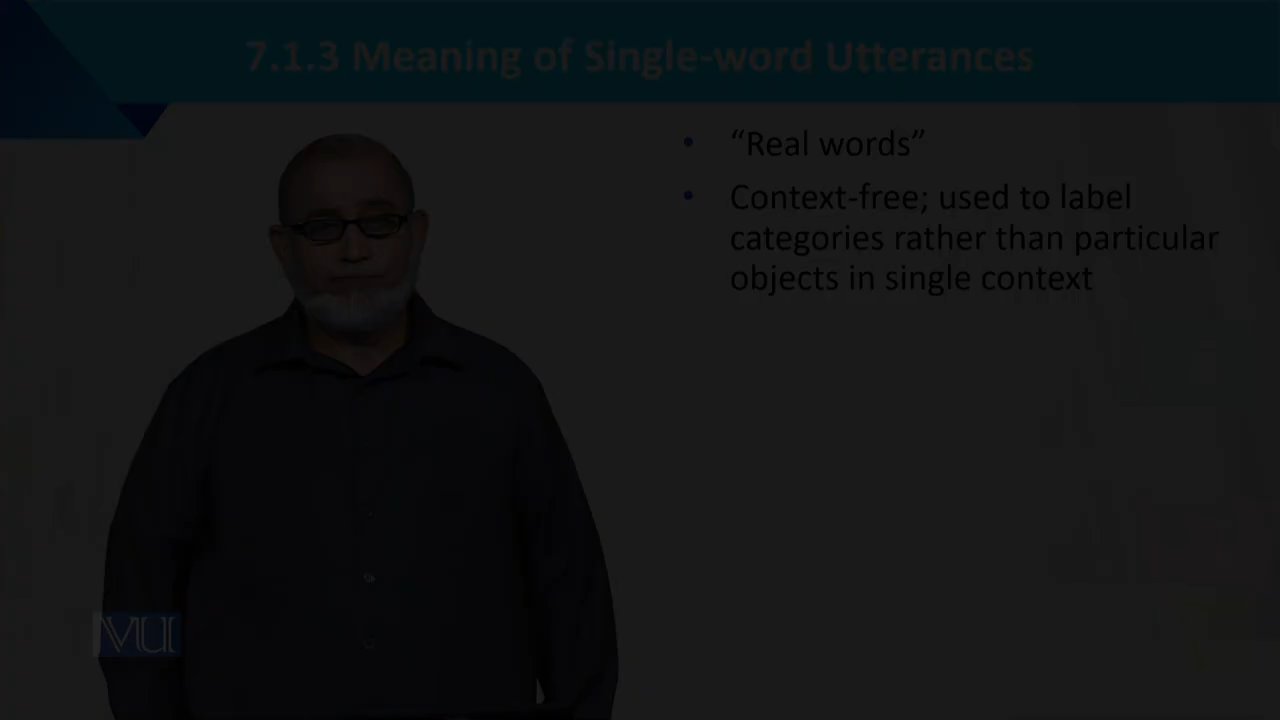 7.1.3 Meaning of Single-word Utterances
• “Real words”
• Context-free; used to label
categories rather than particular
objects in single context
VU